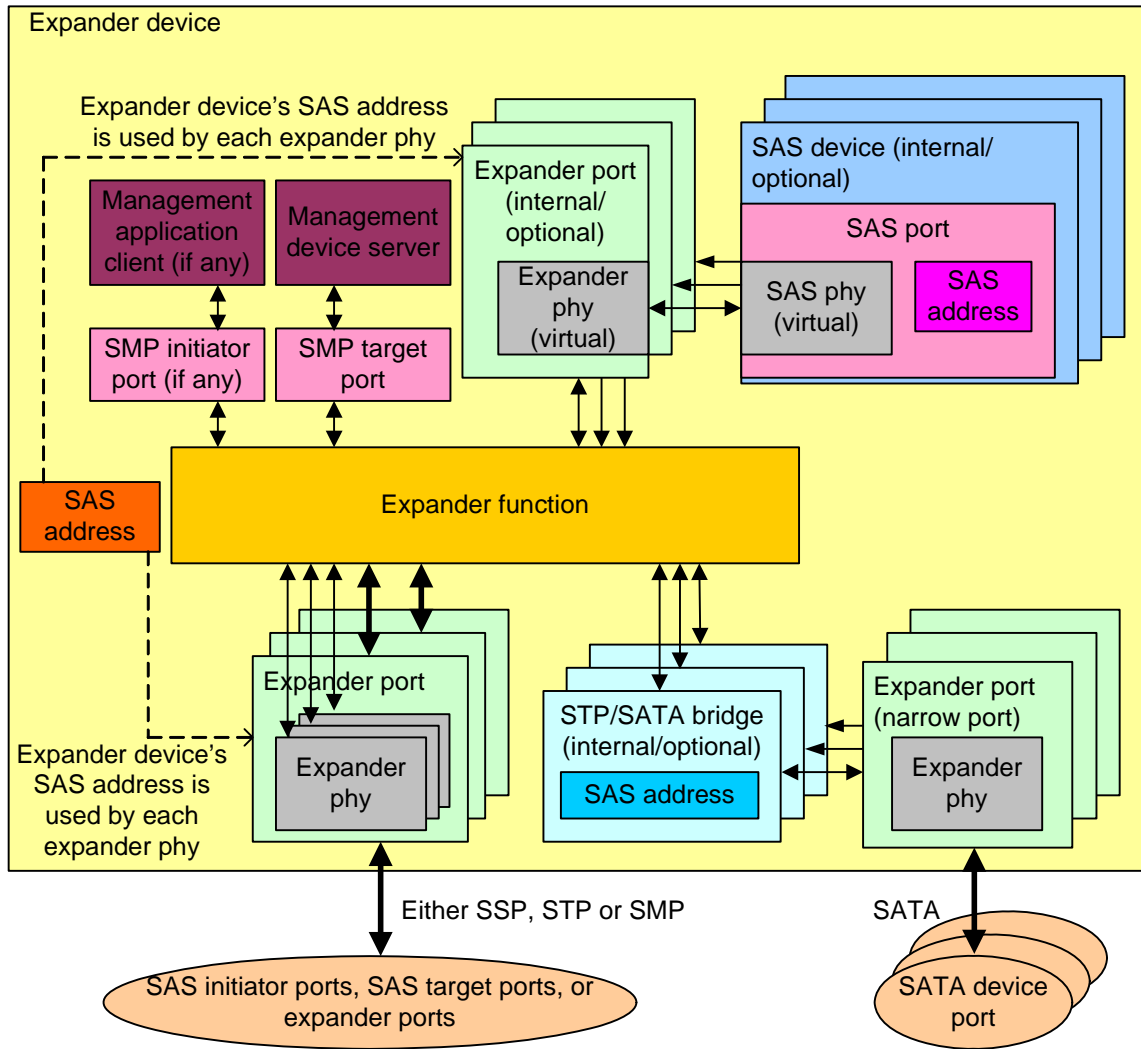 Expander device
Expander device's SAS address
is used by each expander phy
Management
application
client (if any)
Management
device server
SMP initiator
port (if any)
SMP target
port
Expander port
(internal/
optional)
Expander
phy
(virtual)
SAS device (internal/
optional)
SAS port
SAS phy
(virtual)
SAS
address
SAS
address
Expander function
Expander port
Expander
phy
Expander device's
SAS address is
used by each
expander phy
STP/SATA bridge
(internal/optional)
SAS address
Expander port
(narrow port)
Expander
phy
Either SSP, STP or SMP
SATA
SAS initiator ports, SAS target ports, or
expander ports
SATA device
port